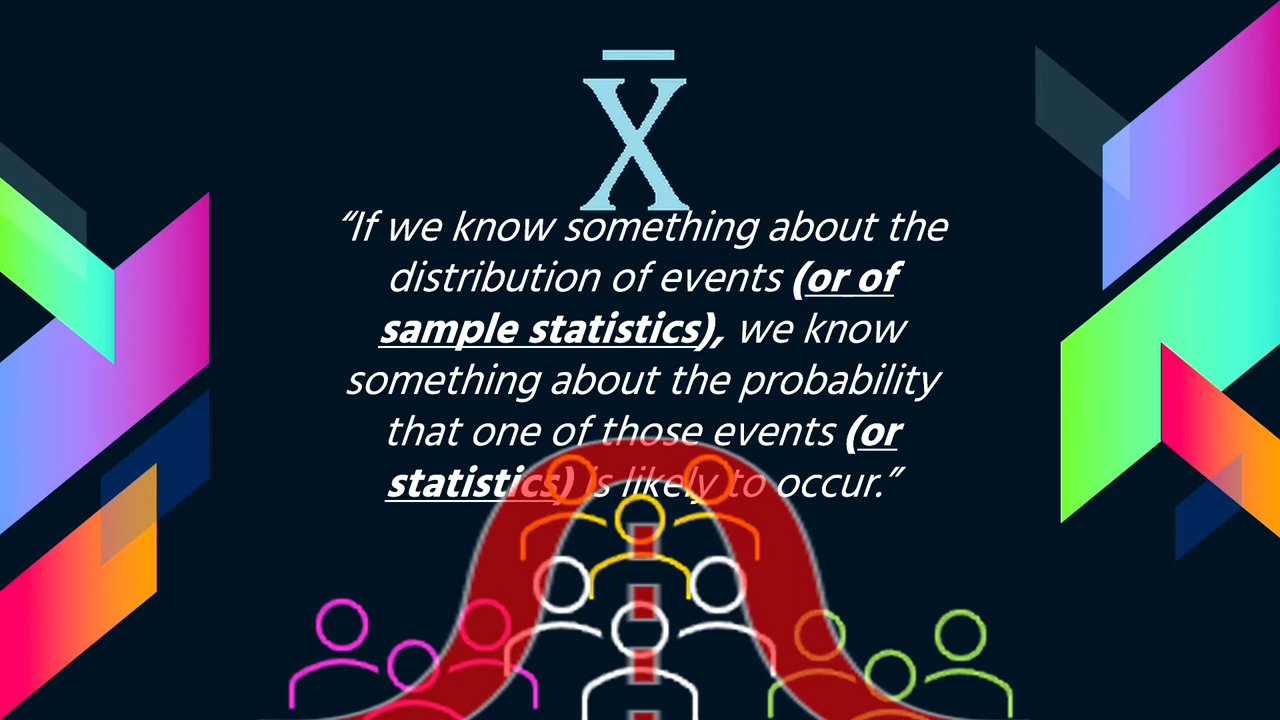 X̄
“If we know something about the
distribution of events (or of
sample statistics), we know
something about the probability
that one of those events (or
statistics) is likely to occur.”